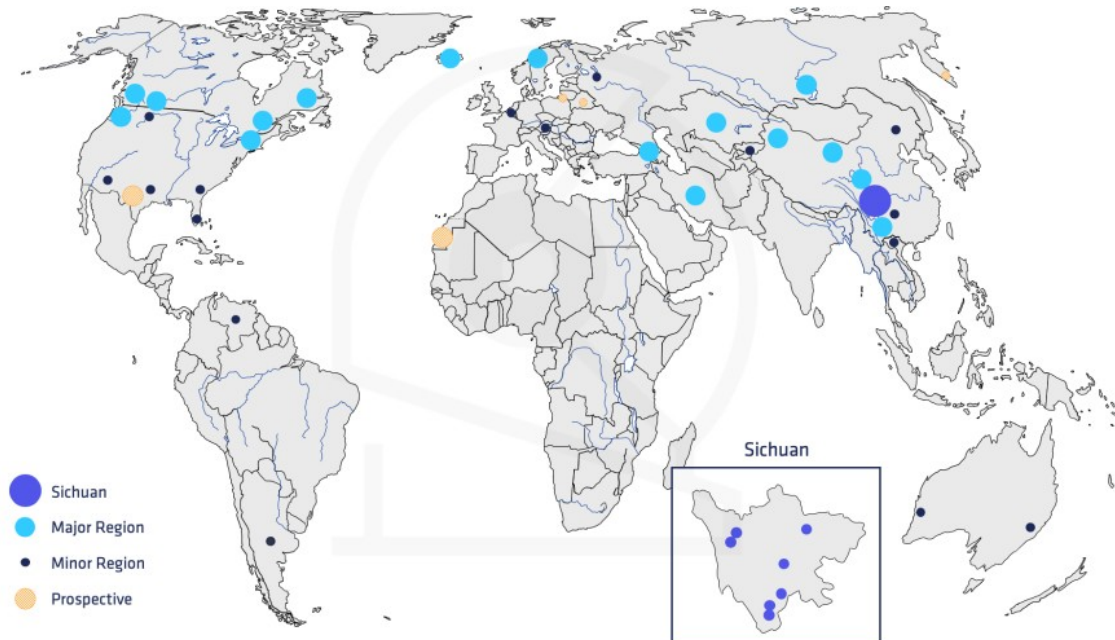 Sichuan
Sichuan
Major Region
Minor Region
Prospective